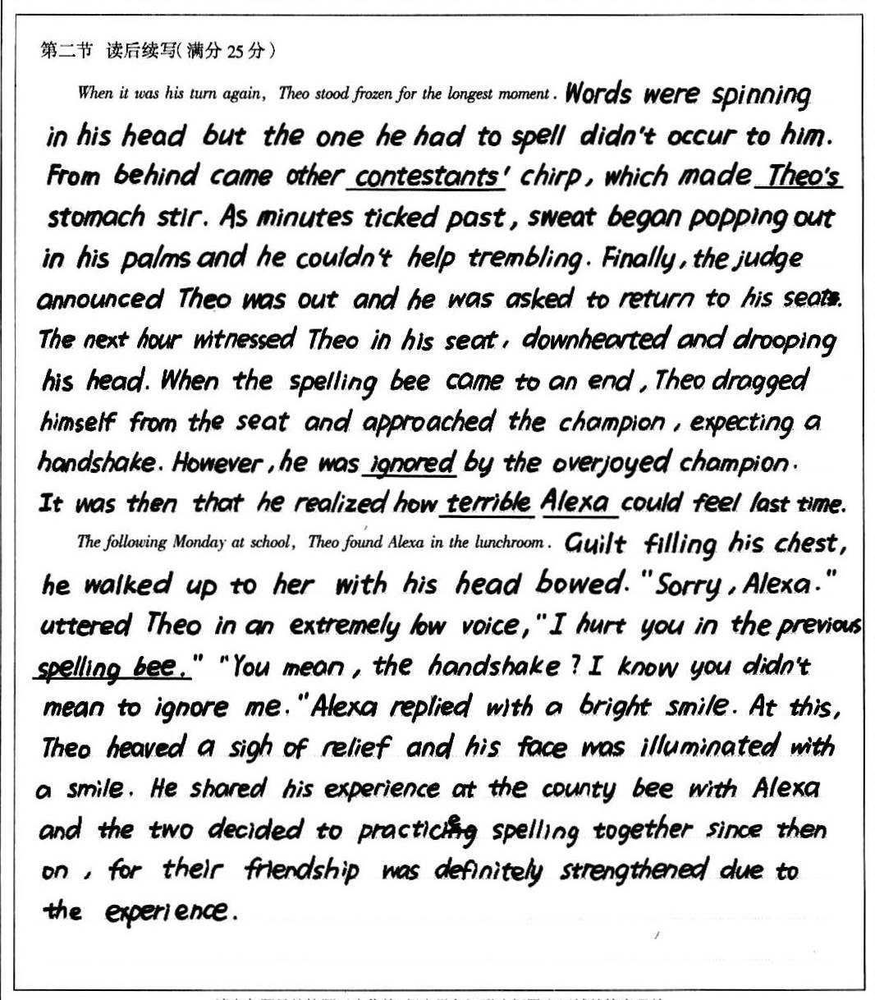 第二节 读后续写(满分25分)
When it was his turn again, Theo stood frozen for the longest moment. Words were spinning
in his head but the one he had to spell didn't occur to him.
From behind came other contestants' chirp, which made Theo's
stomach stir. As minutes ticked past, sweat began popping out
in his palms and he couldn't help trembling. Finally, the judge
announced Theo was out and he was asked to return to his seat.
The next hour witnessed Theo in his seat, downhearted and drooping
his head. When the spelling bee came to an end, Theo dragged
himself from the seat and approached the champion, expecting a
handshake. However, he was ignored by the overjoyed champion.
It was then that he realized how terrible Alexa could feel last time.
The following Monday at school, Theo found Alexa in the lunchroom. Guilt filling his chest,
he walked up to her with his head bowed. "Sorry, Alexa."
uttered Theo in an extremely low voice, "I hurt you in the previous
spelling bee." "You mean, the handshake? I know you didn't
mean to ignore me." Alexa replied with a bright smile. At this,
Theo heaved a sigh of relief and his face was illuminated with
a smile. He shared his experience at the county bee with Alexa
and the two decided to practice spelling together since then
on, for their friendship was definitely strengthened due to
the experience.